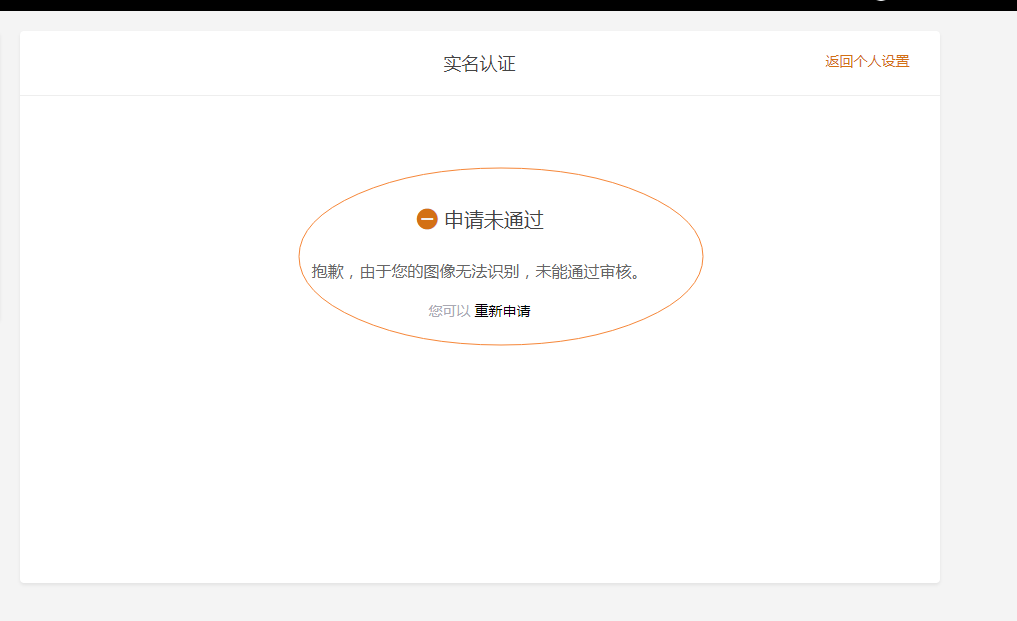 实名认证
返回个人设置
申请未通过
抱歉，由于您的图像无法识别，未能通过审核。
您可以 重新申请